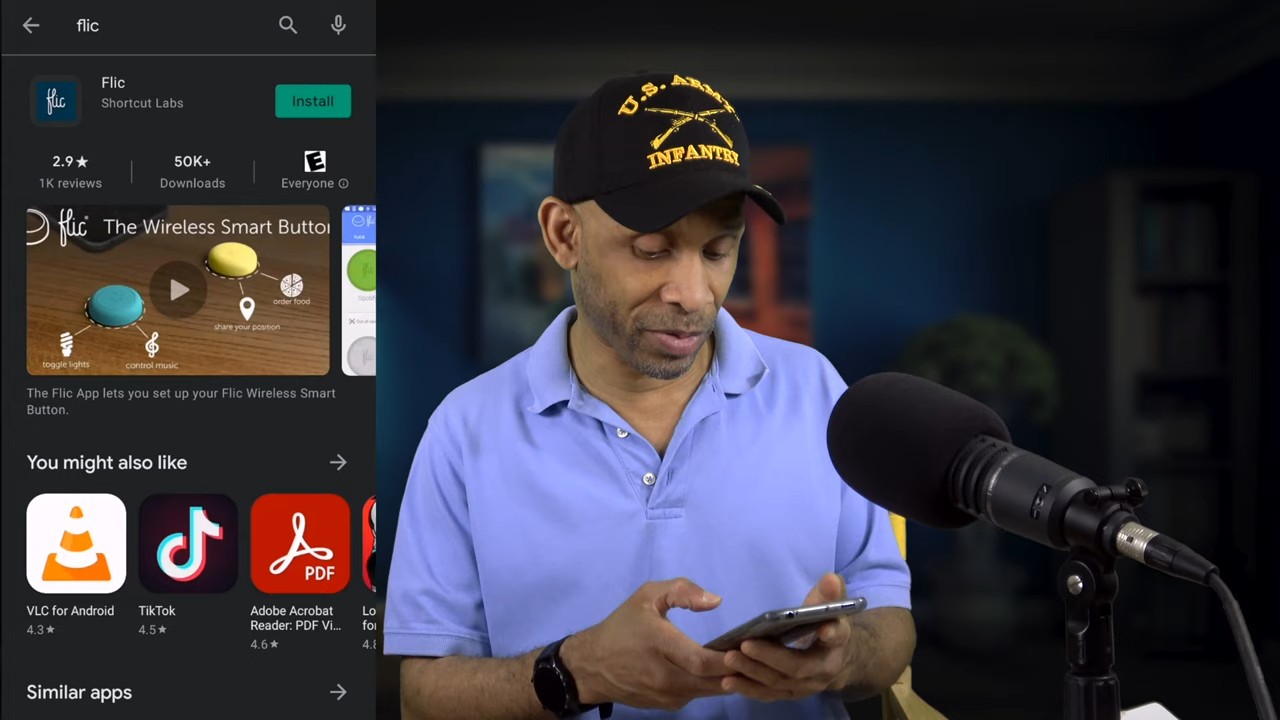 flic
Flic
Shortcut Labs
Install
flic
2.9★
1K reviews
50K+
Downloads
E
Everyone
flic The Wireless Smart Button
order food
share your position
toggle lights
control music
The Flic App lets you set up your Flic Wireless Smart
Button.
You might also like
PDF
VLC for Android
4.3★
TikTok
4.5★
Adobe Acrobat
Reader: PDF Vi...
4.6★
4.8
Similar apps
U.S. ARMY
INFANTRY